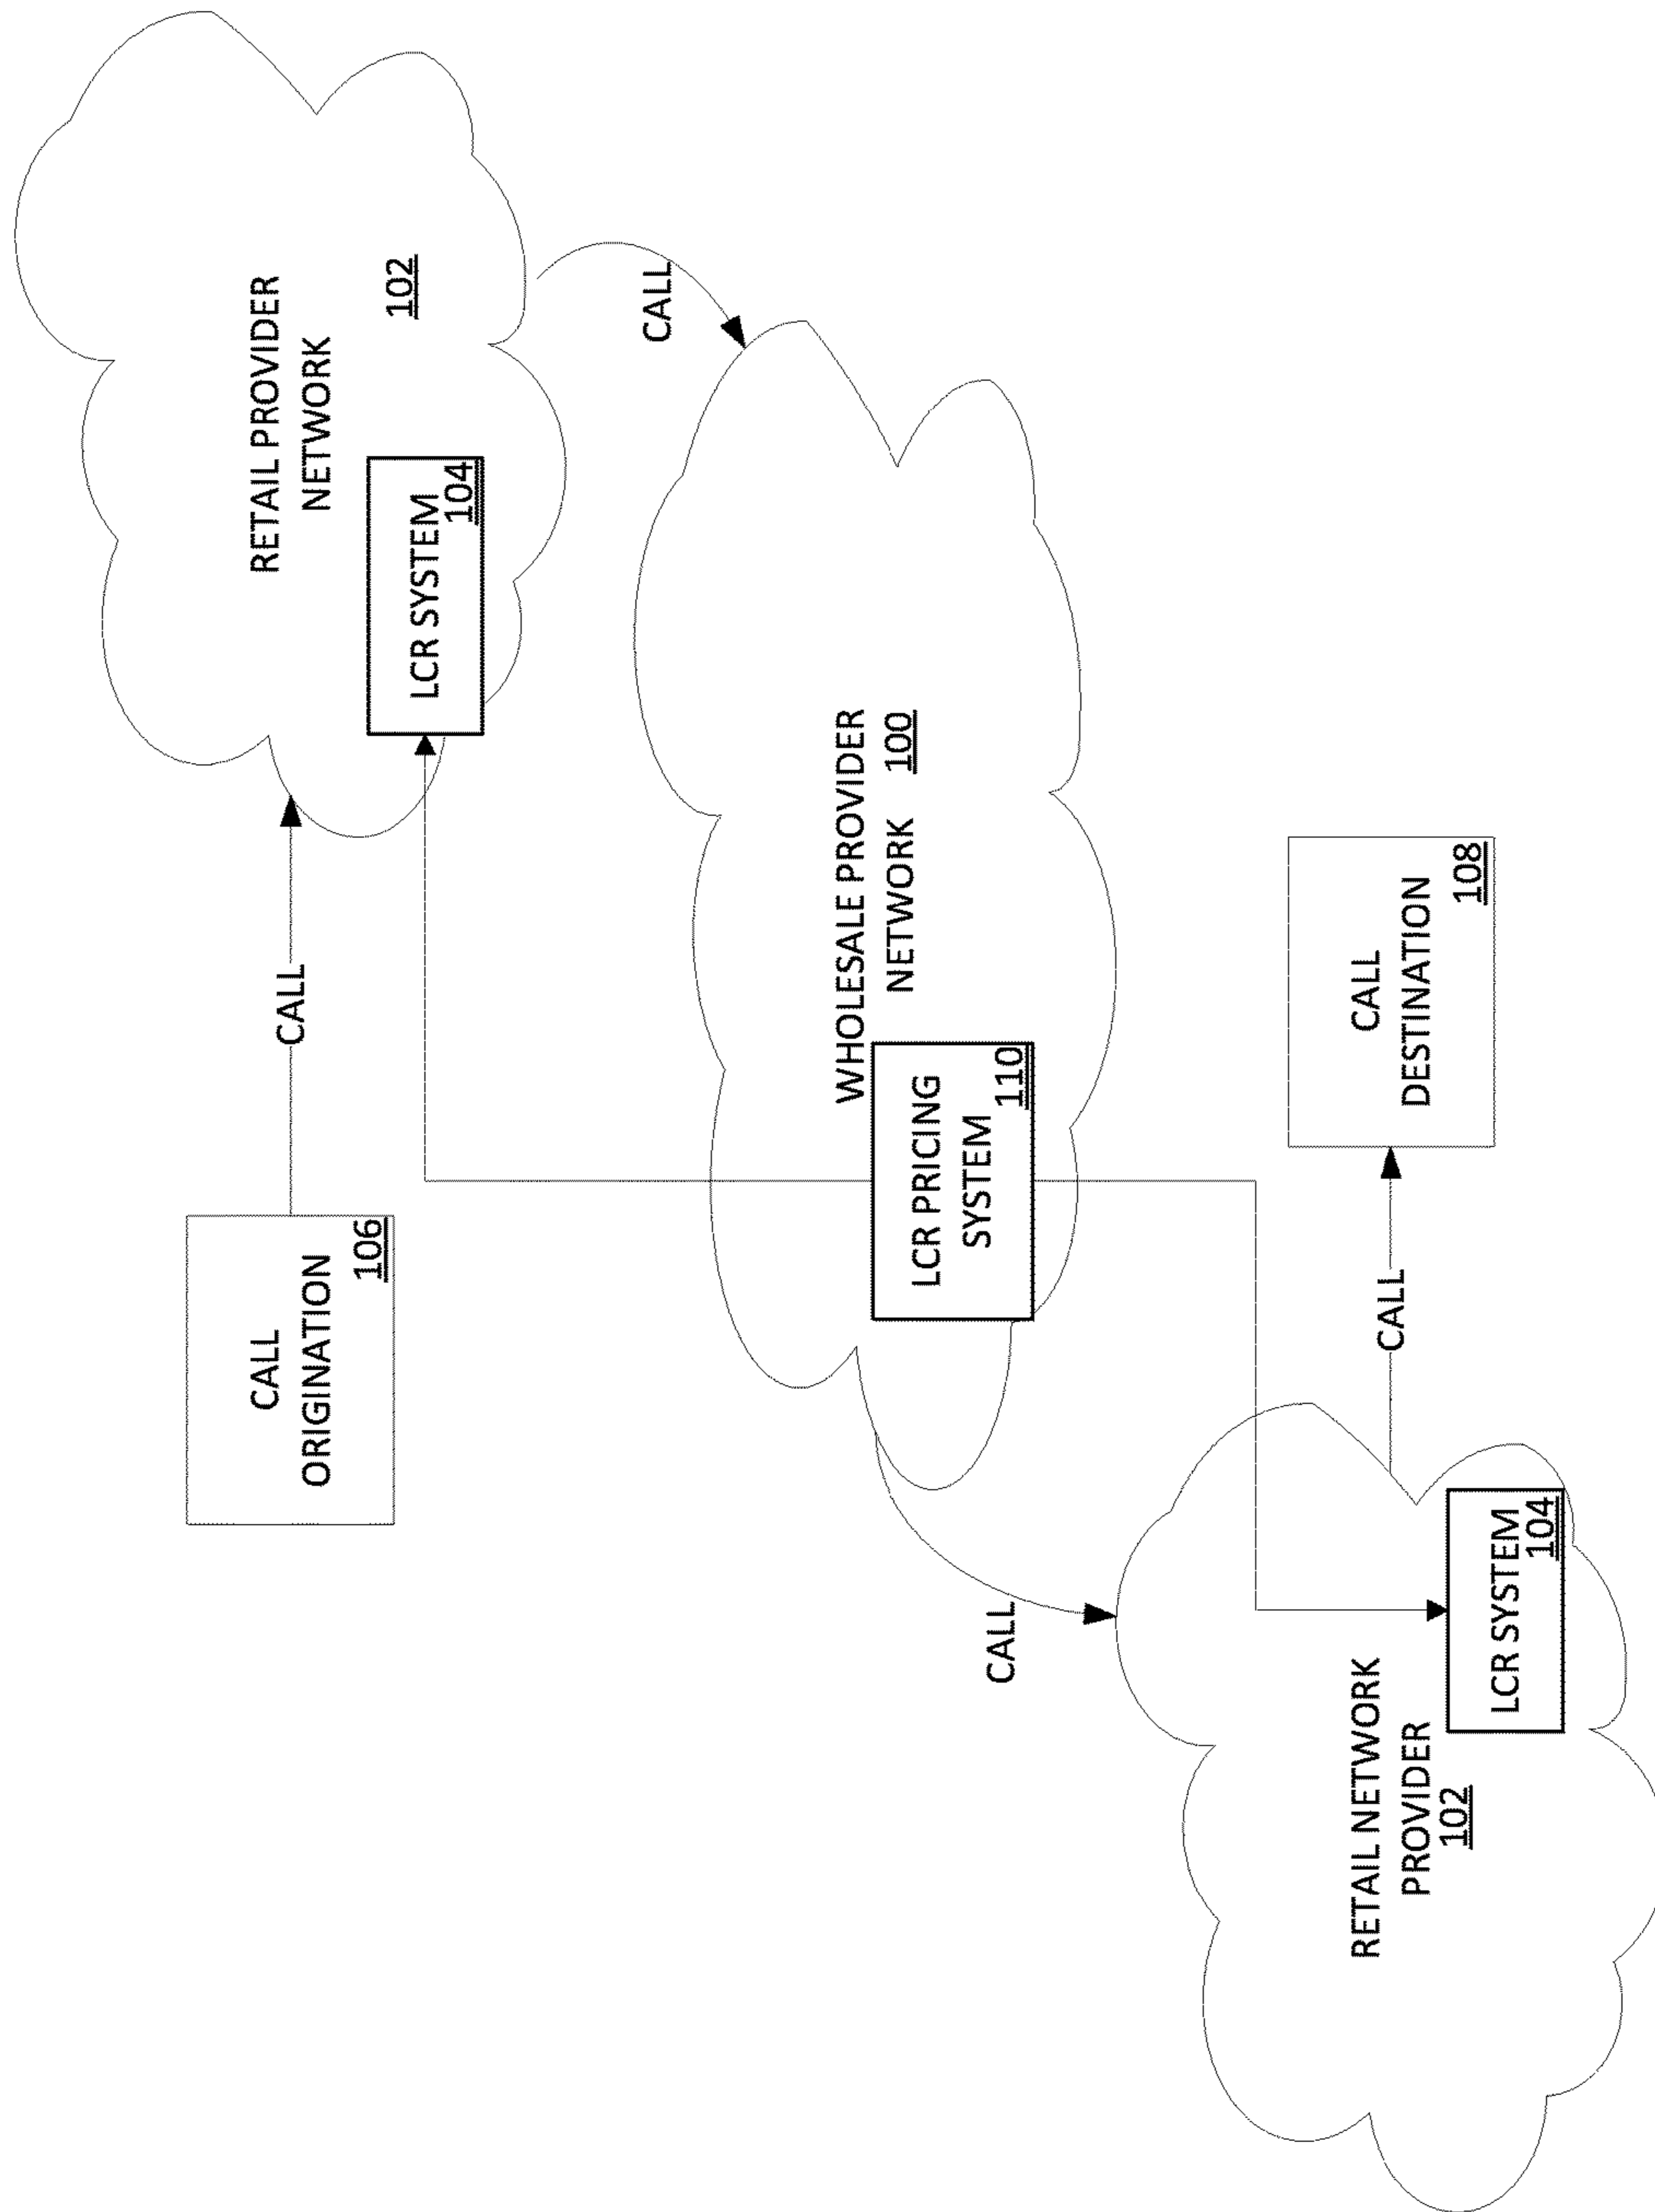 CALL
ORIGINATION
106
CALL
RETAIL PROVIDER
NETWORK
102
LCR SYSTEM
104
CALL
WHOLESALE PROVIDER
NETWORK 100
LCR PRICING
SYSTEM
110
CALL
RETAIL NETWORK
PROVIDER
102
LCR SYSTEM
104
CALL
CALL
DESTINATION
108